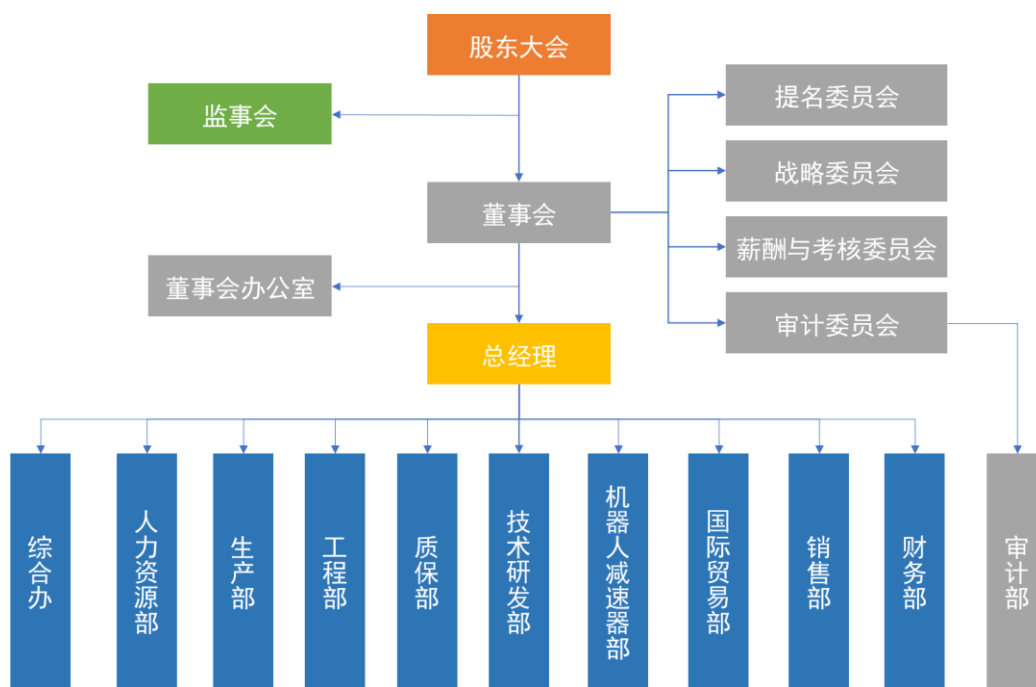 股东大会
监事会
提名委员会
战略委员会
董事会
薪酬与考核委员会
董事会办公室
审计委员会
总经理
综合办
人力资源部
生产部
工程部
质保部
技术研发部
机器人减速器部
国际贸易部
销售部
财务部
审计部